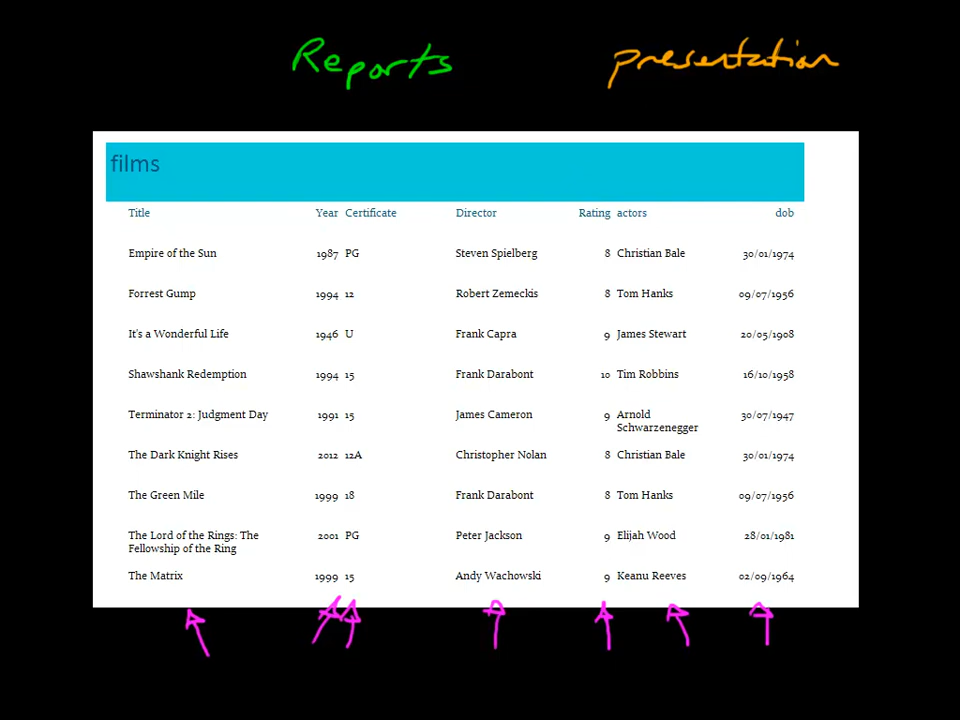 Reports presentation
films
Title Year Certificate Director Rating actors dob
Empire of the Sun 1987 PG Steven Spielberg 8 Christian Bale 30/01/1974
Forrest Gump 1994 12 Robert Zemeckis 8 Tom Hanks 09/07/1956
It's a Wonderful Life 1946 U Frank Capra 9 James Stewart 20/05/1908
Shawshank Redemption 1994 15 Frank Darabont 10 Tim Robbins 16/10/1958
Terminator 2: Judgment Day 1991 15 James Cameron 9 Arnold 30/07/1947
Schwarzenegger
The Dark Knight Rises 2012 12A Christopher Nolan 8 Christian Bale 30/01/1974
The Green Mile 1999 18 Frank Darabont 8 Tom Hanks 09/07/1956
The Lord of the Rings: The 2001 PG Peter Jackson 9 Elijah Wood 28/01/1981
Fellowship of the Ring
The Matrix 1999 15 Andy Wachowski 9 Keanu Reeves 02/09/1964